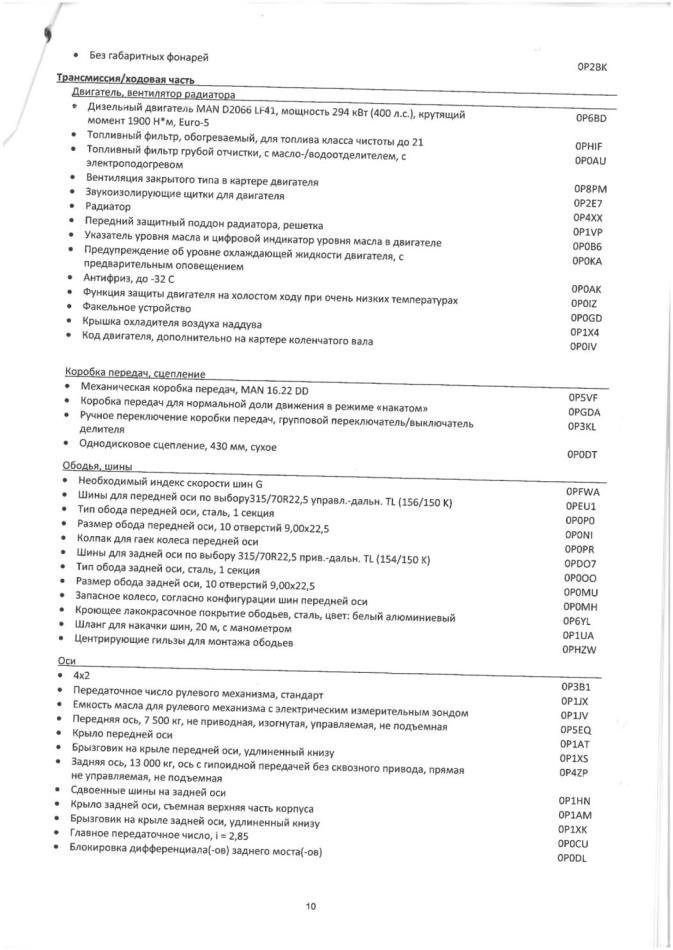 • Без габаритных фонарей 0P2BK
Трансмиссия/ходовая часть
Двигатель, вентилятор радиатора
• Дизельный двигатель MAN D2066 LF41, мощность 294 кВт (400 л.с.), крутящий
момент 1900 Н*м, Euro-5 0P6BD
• Топливный фильтр, обогреваемый, для топлива класса чистоты до 21 0PHIF
• Топливный фильтр грубой отчистки, с масло-/водоотделителем, с
электроподогревом 0P0AU
• Вентиляция закрытого типа в картере двигателя 0P8PM
• Звукоизолирующие щитки для двигателя 0P2E7
• Радиатор 0P4XX
• Передний защитный поддон радиатора, решетка 0P1VP
• Указатель уровня масла и цифровой индикатор уровня масла в двигателе 0P0B6
• Предупреждение об уровне охлаждающей жидкости двигателя, с
предварительным оповещением 0P0KA
• Антифриз, до -32 С 0P0AK
• Функция защиты двигателя на холостом ходу при очень низких температурах 0P0IZ
• Факельное устройство 0P0GD
• Крышка охладителя воздуха наддува 0P1X4
• Код двигателя, дополнительно на картере коленчатого вала 0P0IV
Коробка передач, сцепление
• Механическая коробка передач, MAN 16.22 DD 0P5VF
• Коробка передач для нормальной доли движения в режиме «накатом» 0PGDA
• Ручное переключение коробки передач, групповой переключатель/выключатель 0P3KL
делителя
• Однодисковое сцепление, 430 мм, сухое 0P0DT
Ободья, шины
• Необходимый индекс скорости шин G 0PFWA
• Шины для передней оси по выбору315/70R22,5 управл.-дальн. TL (156/150 K) 0PEU1
• Тип обода передней оси, сталь, 1 секция 0P0P0
• Размер обода передней оси, 10 отверстий 9,00x22,5 0P0NI
• Колпак для гаек колеса передней оси 0P0PR
• Шины для задней оси по выбору 315/70R22,5 прив.-дальн. TL (154/150 K) 0PDO7
• Тип обода задней оси, сталь, 1 секция 0P0OO
• Размер обода задней оси, 10 отверстий 9,00x22,5 0P0MU
• Запасное колесо, согласно конфигурации шин передней оси 0P0MH
• Кроющее лакокрасочное покрытие ободьев, сталь, цвет: белый алюминиевый 0P6YL
• Шланг для накачки шин, 20 м, с манометром 0P1UA
• Центрирующие гильзы для монтажа ободьев 0PHZW
Оси
• 4x2 0P3B1
• Передаточное число рулевого механизма, стандарт 0P1JX
• Емкость масла для рулевого механизма с электрическим измерительным зондом 0P1JV
• Передняя ось, 7 500 кг, не приводная, изогнутая, управляемая, не подъемная 0P5EQ
• Крыло передней оси 0P1AT
• Брызговик на крыле передней оси, удлиненный книзу 0P1XS
• Задняя ось, 13 000 кг, ось с гипоидной передачей без сквозного привода, прямая 0P4ZP
не управляемая, не подъемная
• Сдвоенные шины на задней оси 0P1HN
• Крыло задней оси, съемная верхняя часть корпуса 0P1AM
• Брызговик на крыле задней оси, удлиненный книзу 0P1XK
• Главное передаточное число, i = 2,85 0P0CU
• Блокировка дифференциала(-ов) заднего моста(-ов) 0P0DL
10